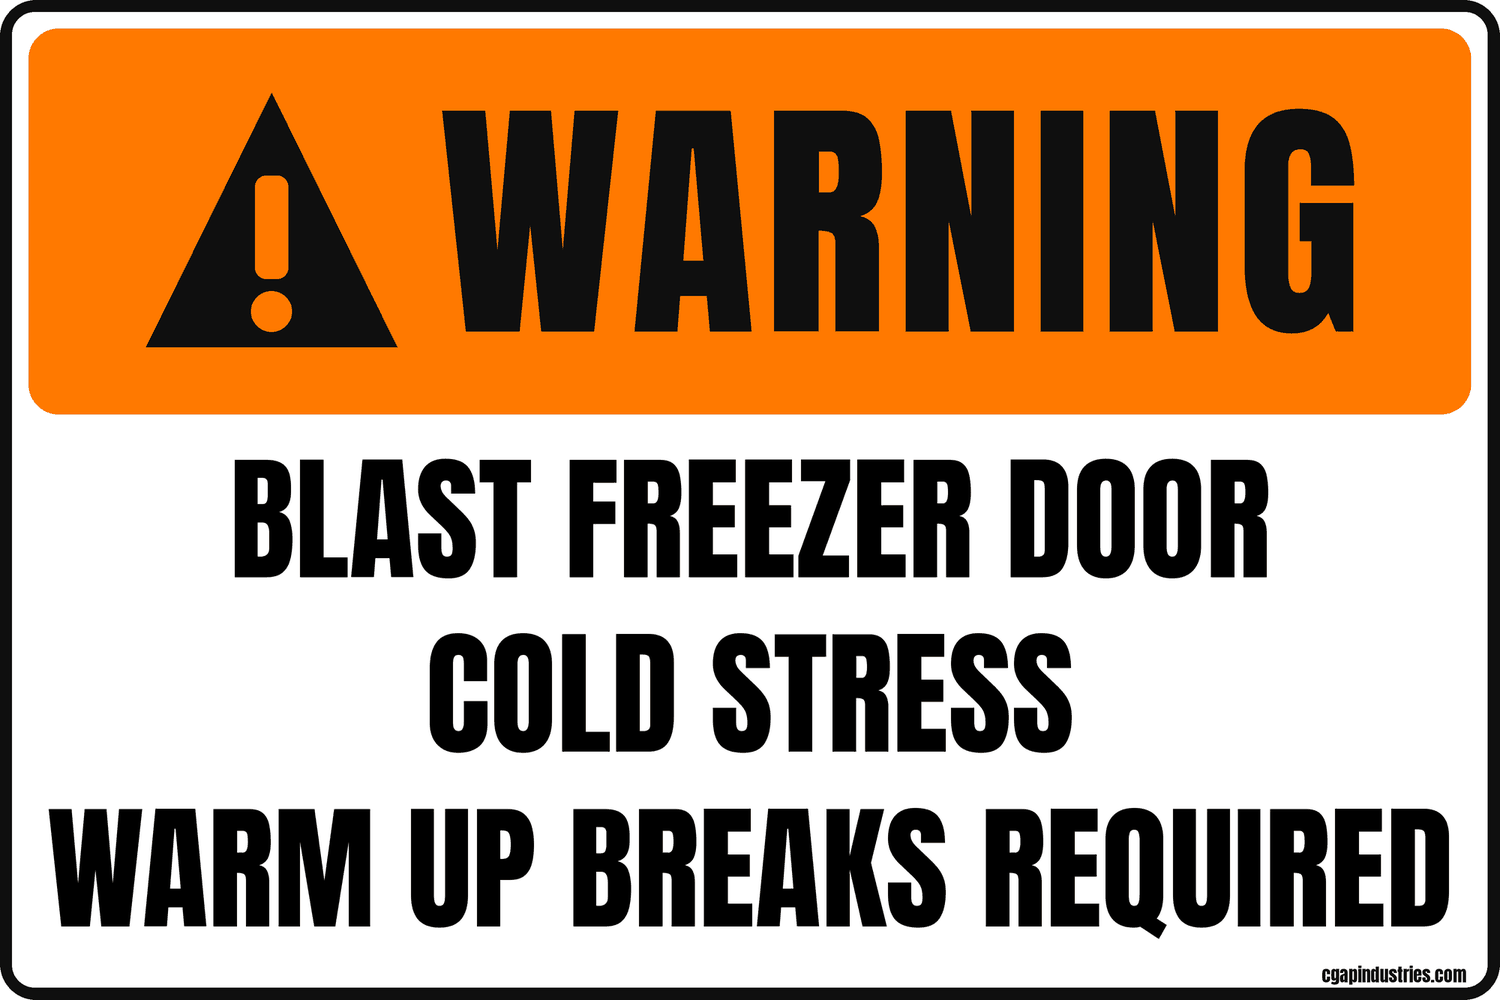 WARNING
BLAST FREEZER DOOR
COLD STRESS
WARM UP BREAKS REQUIRED
cgapindustries.com